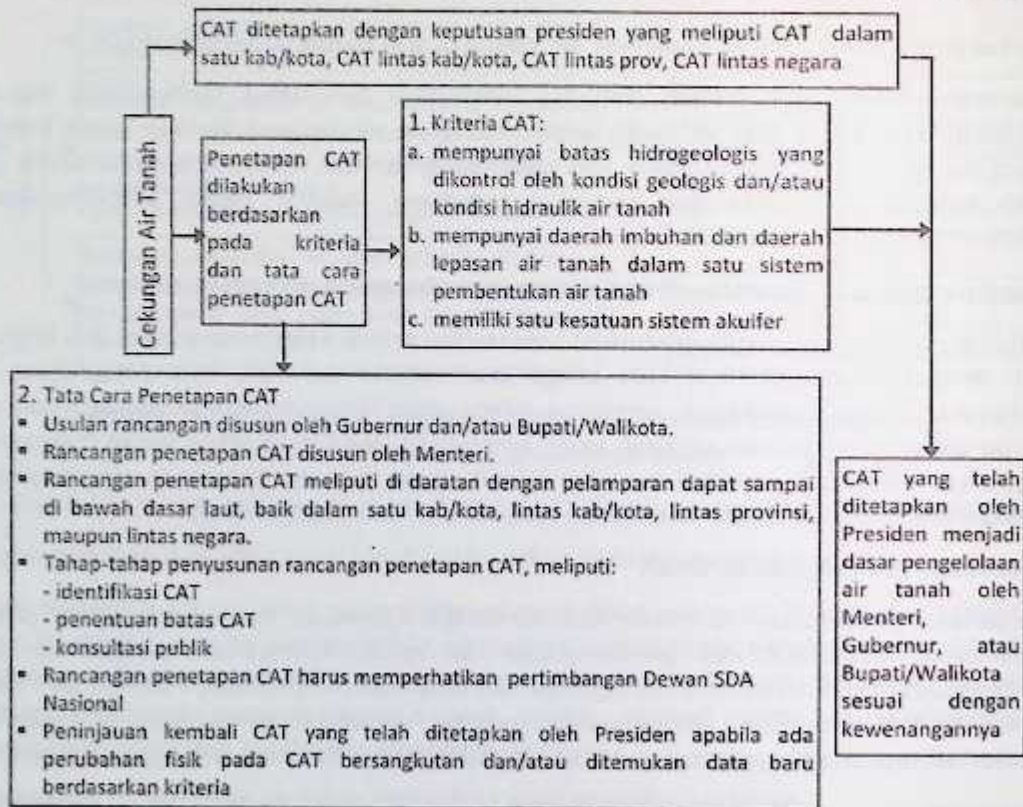 CAT ditetapkan dengan keputusan presiden yang meliputi CAT dalam
satu kab/kota, CAT lintas kab/kota, CAT lintas prov, CAT lintas negara
Cekungan Air Tanah
Penetapan CAT
dilakukan
berdasarkan
pada kriteria
dan tata cara
penetapan CAT
1. Kriteria CAT:
a. mempunyai batas hidrogeologis yang
dikontrol oleh kondisi geologis dan/atau
kondisi hidraulik air tanah
b. mempunyai daerah imbuhan dan daerah
lepasan air tanah dalam satu sistem
pembentukan air tanah
c. memiliki satu kesatuan sistem akuifer
2. Tata Cara Penetapan CAT
▪ Usulan rancangan disusun oleh Gubernur dan/atau Bupati/Walikota.
▪ Rancangan penetapan CAT disusun oleh Menteri.
▪ Rancangan penetapan CAT meliputi di daratan dengan pelamparan dapat sampai
di bawah dasar laut, baik dalam satu kab/kota, lintas kab/kota, lintas provinsi,
maupun lintas negara.
▪ Tahap-tahap penyusunan rancangan penetapan CAT, meliputi:
- identifikasi CAT
- penentuan batas CAT
- konsultasi publik
▪ Rancangan penetapan CAT harus memperhatikan pertimbangan Dewan SDA
Nasional
▪ Peninjauan kembali CAT yang telah ditetapkan oleh Presiden apabila ada
perubahan fisik pada CAT bersangkutan dan/atau ditemukan data baru
berdasarkan kriteria
CAT yang telah
ditetapkan oleh
Presiden menjadi
dasar pengelolaan
air tanah oleh
Menteri,
Gubernur, atau
Bupati/Walikota
sesuai dengan
kewenangannya